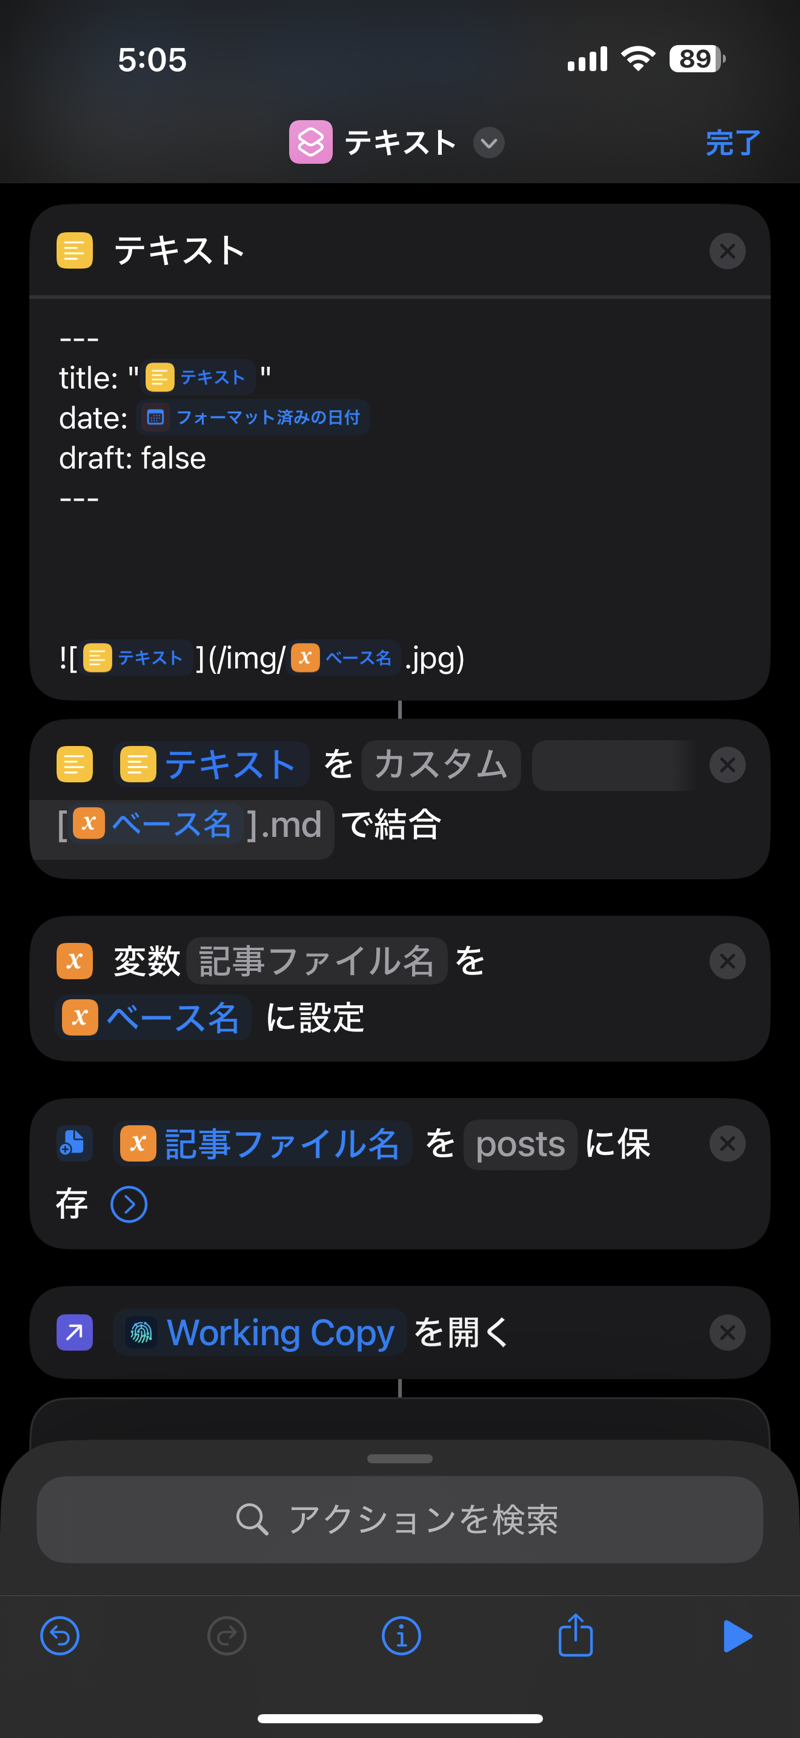 5:05
89
テキスト
完了
テキスト
---
title: "テキスト"
date: フォーマット済みの日付
draft: false
---
![テキスト](/img/xベース名.jpg)
テキスト を カスタム
[xベース名].md で結合
x 変数 記事ファイル名 を
xベース名 に設定
x記事ファイル名 を posts に保
存
Working Copy を開く
アクションを検索